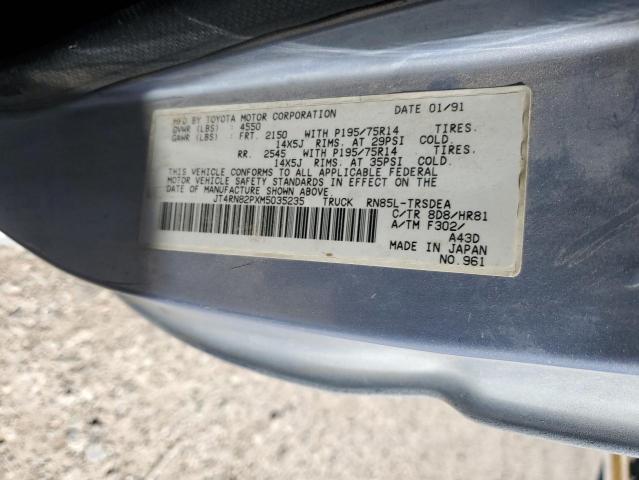 MFD BY TOYOTA MOTOR CORPORATION DATE 01/91
GVWR (LBS) : 4550
GAWR (LBS) : FRT. 2150 WITH P195/75R14 TIRES.
14X5J RIMS. AT 29PSI COLD.
RR. 2545 WITH P195/75R14 TIRES.
14X5J RIMS. AT 35PSI COLD.
THIS VEHICLE CONFORMS TO ALL APPLICABLE FEDERAL
MOTOR VEHICLE SAFETY STANDARDS IN EFFECT ON THE
DATE OF MANUFACTURE SHOWN ABOVE.
JT4RN82PXM5035235 TRUCK RN85L-TRSDEA
C/TR 8D8/HR81
A/TM F302/
A43D
MADE IN JAPAN
NO.961